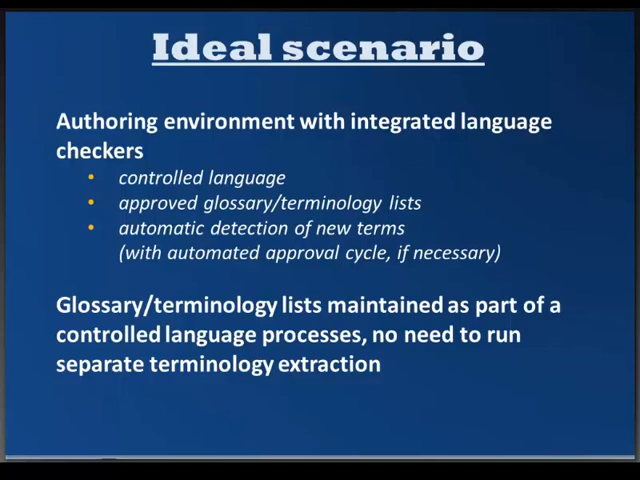 Ideal scenario
Authoring environment with integrated language
checkers
• controlled language
• approved glossary/terminology lists
• automatic detection of new terms
(with automated approval cycle, if necessary)
Glossary/terminology lists maintained as part of a
controlled language processes, no need to run
separate terminology extraction